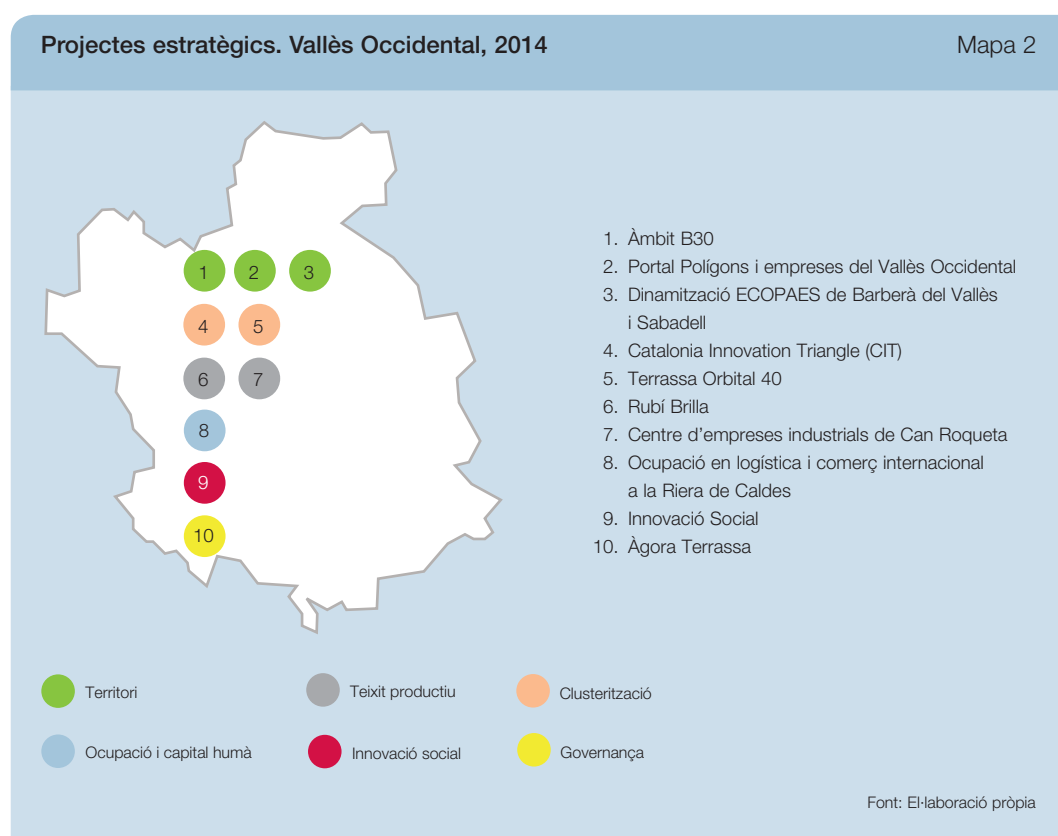 Projectes estratègics. Vallès Occidental, 2014
Mapa 2
1 2 3
4 5
6 7
8
9
10
1. Àmbit B30
2. Portal Polígons i empreses del Vallès Occidental
3. Dinamització ECOPAES de Barberà del Vallès
i Sabadell
4. Catalonia Innovation Triangle (CIT)
5. Terrassa Orbital 40
6. Rubí Brilla
7. Centre d'empreses industrials de Can Roqueta
8. Ocupació en logística i comerç internacional
a la Riera de Caldes
9. Innovació Social
10. Àgora Terrassa
Territori
Teixit productiu
Clusterització
Ocupació i capital humà
Innovació social
Governança
Font: El·laboració pròpia